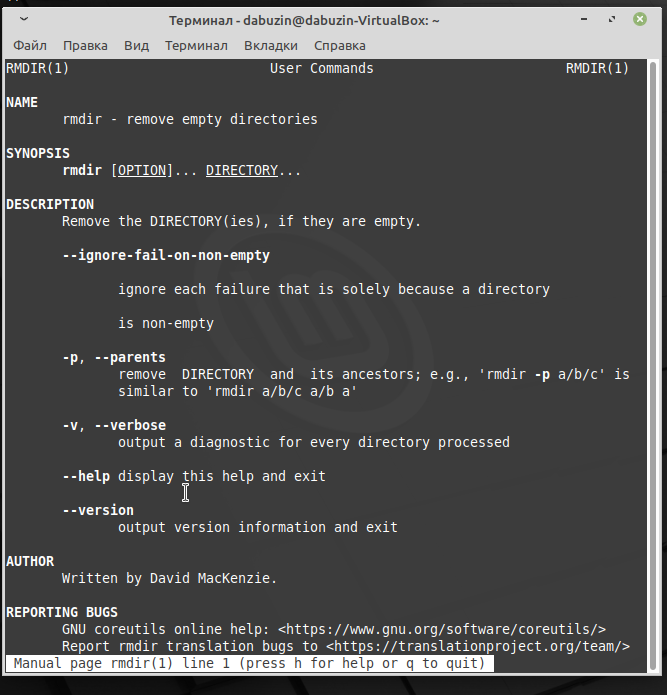 Терминал - dabuzin@dabuzin-VirtualBox: ~
Файл Правка Вид Терминал Вкладки Справка
RMDIR(1) User Commands RMDIR(1)
NAME
rmdir - remove empty directories
SYNOPSIS
rmdir [OPTION]... DIRECTORY...
DESCRIPTION
Remove the DIRECTORY(ies), if they are empty.
--ignore-fail-on-non-empty
ignore each failure that is solely because a directory
is non-empty
-p, --parents
remove DIRECTORY and its ancestors; e.g., 'rmdir -p a/b/c' is
similar to 'rmdir a/b/c a/b a'
-v, --verbose
output a diagnostic for every directory processed
--help display this help and exit
--version
output version information and exit
AUTHOR
Written by David MacKenzie.
REPORTING BUGS
GNU coreutils online help: <https://www.gnu.org/software/coreutils/>
Report rmdir translation bugs to <https://translationproject.org/team/>
Manual page rmdir(1) line 1 (press h for help or q to quit)